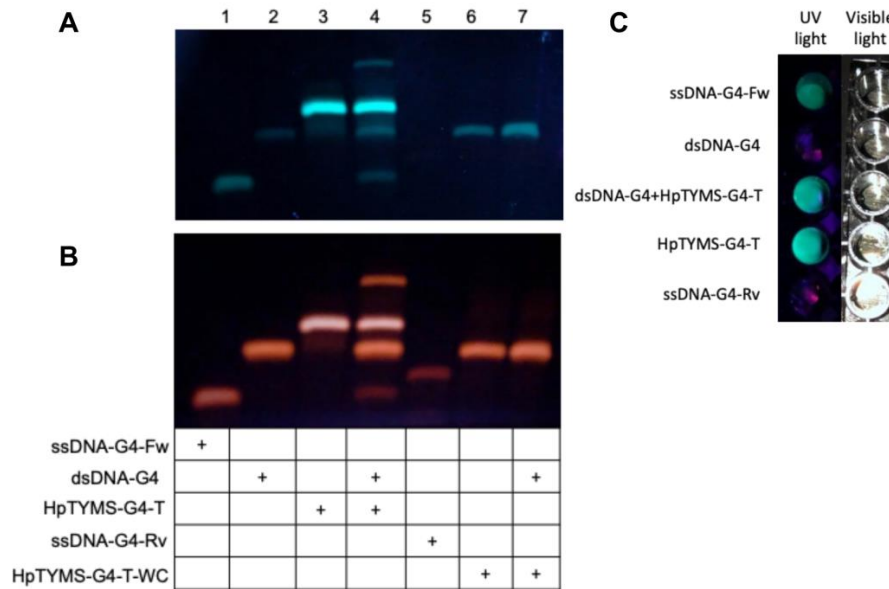 A
1 2 3 4 5 6 7
C
UV light
Visible light
ssDNA-G4-Fw
dsDNA-G4
dsDNA-G4+HpTYMS-G4-T
HpTYMS-G4-T
ssDNA-G4-Rv
B
ssDNA-G4-Fw +
dsDNA-G4 + + +
HpTYMS-G4-T + +
ssDNA-G4-Rv +
HpTYMS-G4-T-WC + +